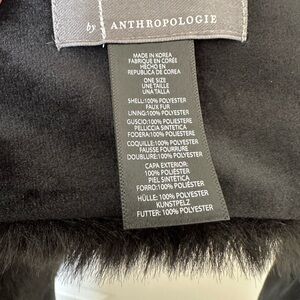 by ANTHROPOLOGIE
MADE IN KOREA
FABRIQUE EN CORÉE
HECHO EN
REPUBLICA DE COREA
ONE SIZE
UNE TAILLE
UNA TALLA
SHELL:100% POLYESTER
FAUX FUR
LINING:100% POLYESTER
GUSCIO:100% POLIESTERE
PELLICCIA SINTETICA
FODERA:100% POLIESTERE
COQUILLE:100% POLYESTER
FAUSSE FOURRURE
DOUBLURE:100% POLYESTER
CAPA EXTERIOR:
100% POLIÉSTER
PIEL SINTÉTICA
FORRO:100% POLIÉSTER
HÜLLE: 100% POLYESTER
KUNSTPELZ
FUTTER: 100% POLYESTER